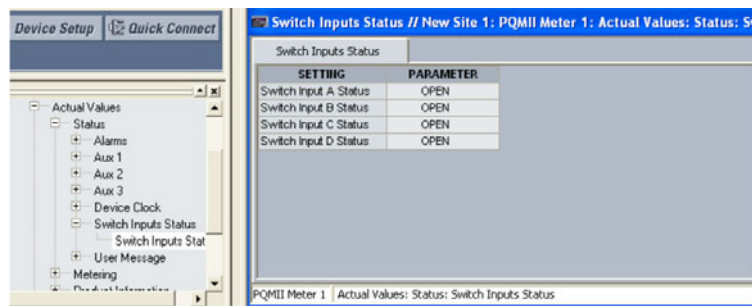 Device Setup Quick Connect
Switch Inputs Status // New Site 1: PQMII Meter 1: Actual Values: Status: S
Switch Inputs Status
SETTING PARAMETER
Switch Input A Status OPEN
Switch Input B Status OPEN
Switch Input C Status OPEN
Switch Input D Status OPEN
Actual Values
Status
Alarms
Aux 1
Aux 2
Aux 3
Device Clock
Switch Inputs Status
Switch Inputs Stat
User Message
Metering
PQMII Meter 1 Actual Values: Status: Switch Inputs Status